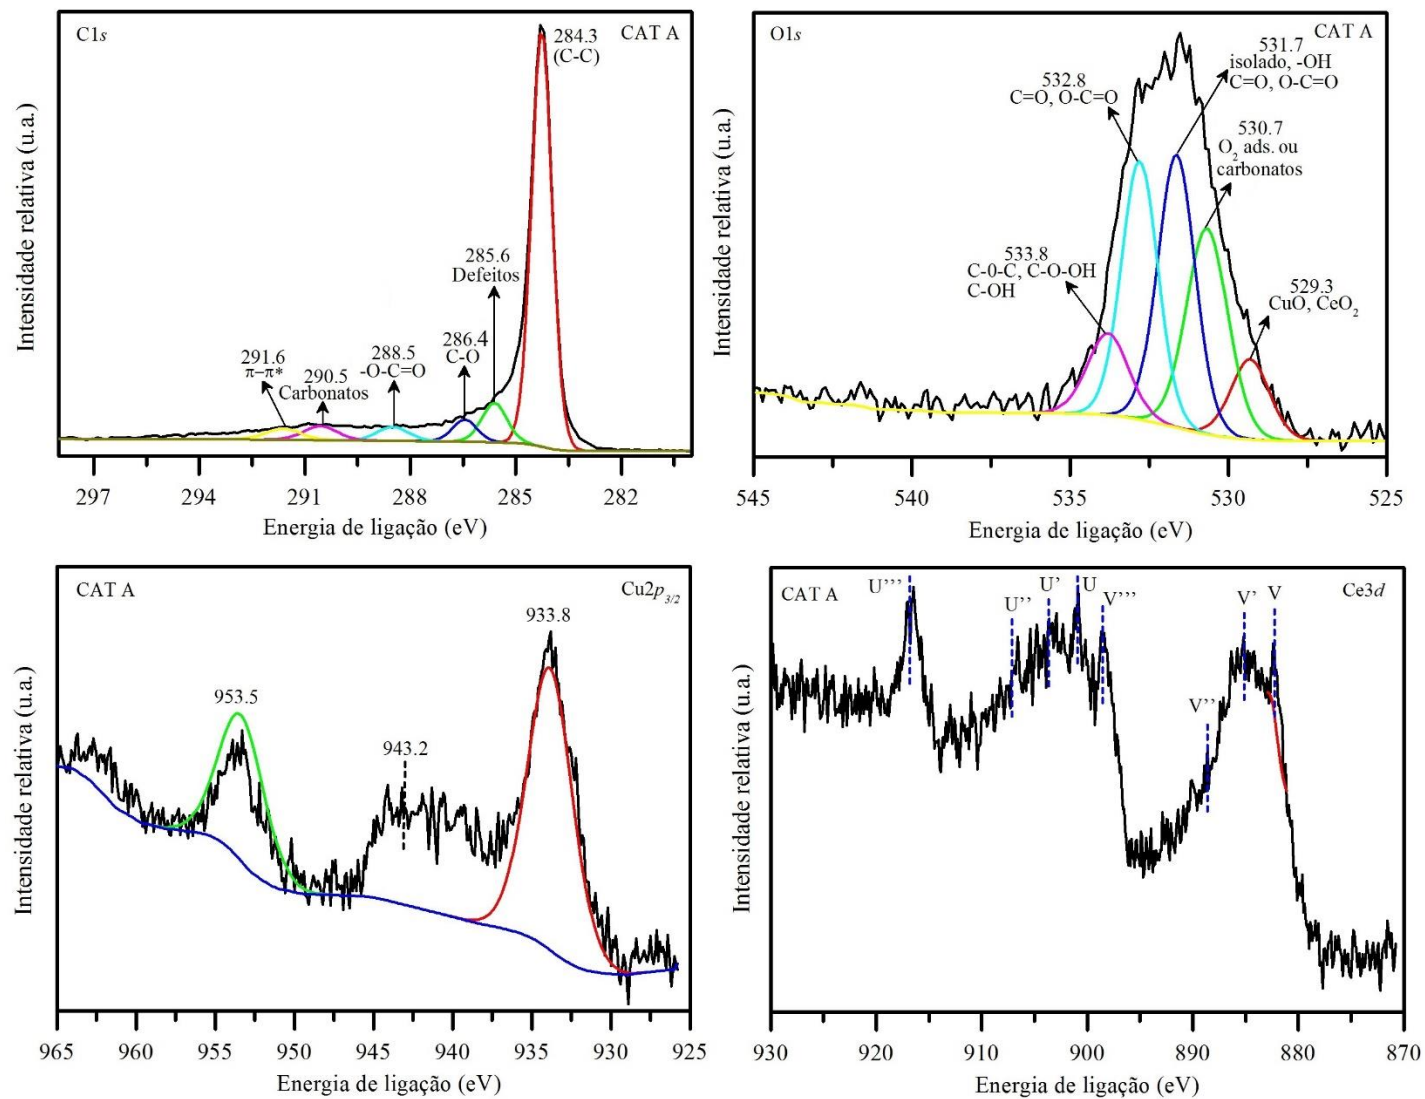 C1s
CAT A
284.3
(C-C)
285.6
Defeitos
286.4
C-O
288.5
-O-C=O
290.5
Carbonatos
291.6
π–π*
Intensidade relativa (u.a.)
297 294 291 288 285 282
Energia de ligação (eV)
O1s
CAT A
531.7
isolado, -OH
C=O, O-C=O
532.8
C=O, O-C=O
530.7
O₂ ads. ou
carbonatos
533.8
C-0-C, C-O-OH
C-OH
529.3
CuO, CeO₂
Intensidade relativa (u.a.)
545 540 535 530 525
Energia de ligação (eV)
CAT A
Cu2p₃/₂
933.8
953.5
943.2
Intensidade relativa (u.a.)
965 960 955 950 945 940 935 930 925
Energia de ligação (eV)
CAT A
Ce3d
U’’’
U’’
U’
U
V’’’
V’’
V’
V
Intensidade relativa (u.a.)
930 920 910 900 890 880 870
Energia de ligação (eV)